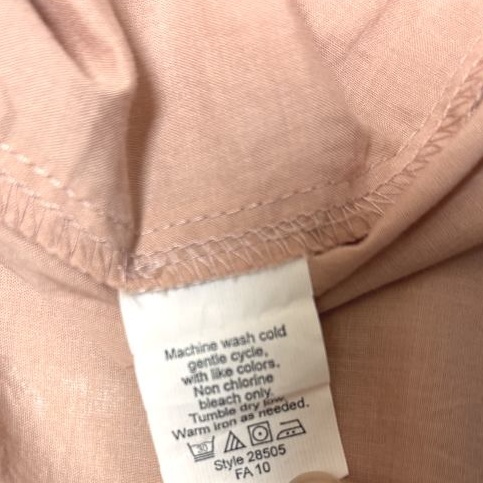 Machine wash cold
gentle cycle,
with like colors.
Non chlorine
bleach only.
Tumble dry low.
Warm iron as needed.
30
Style 28505
FA 10